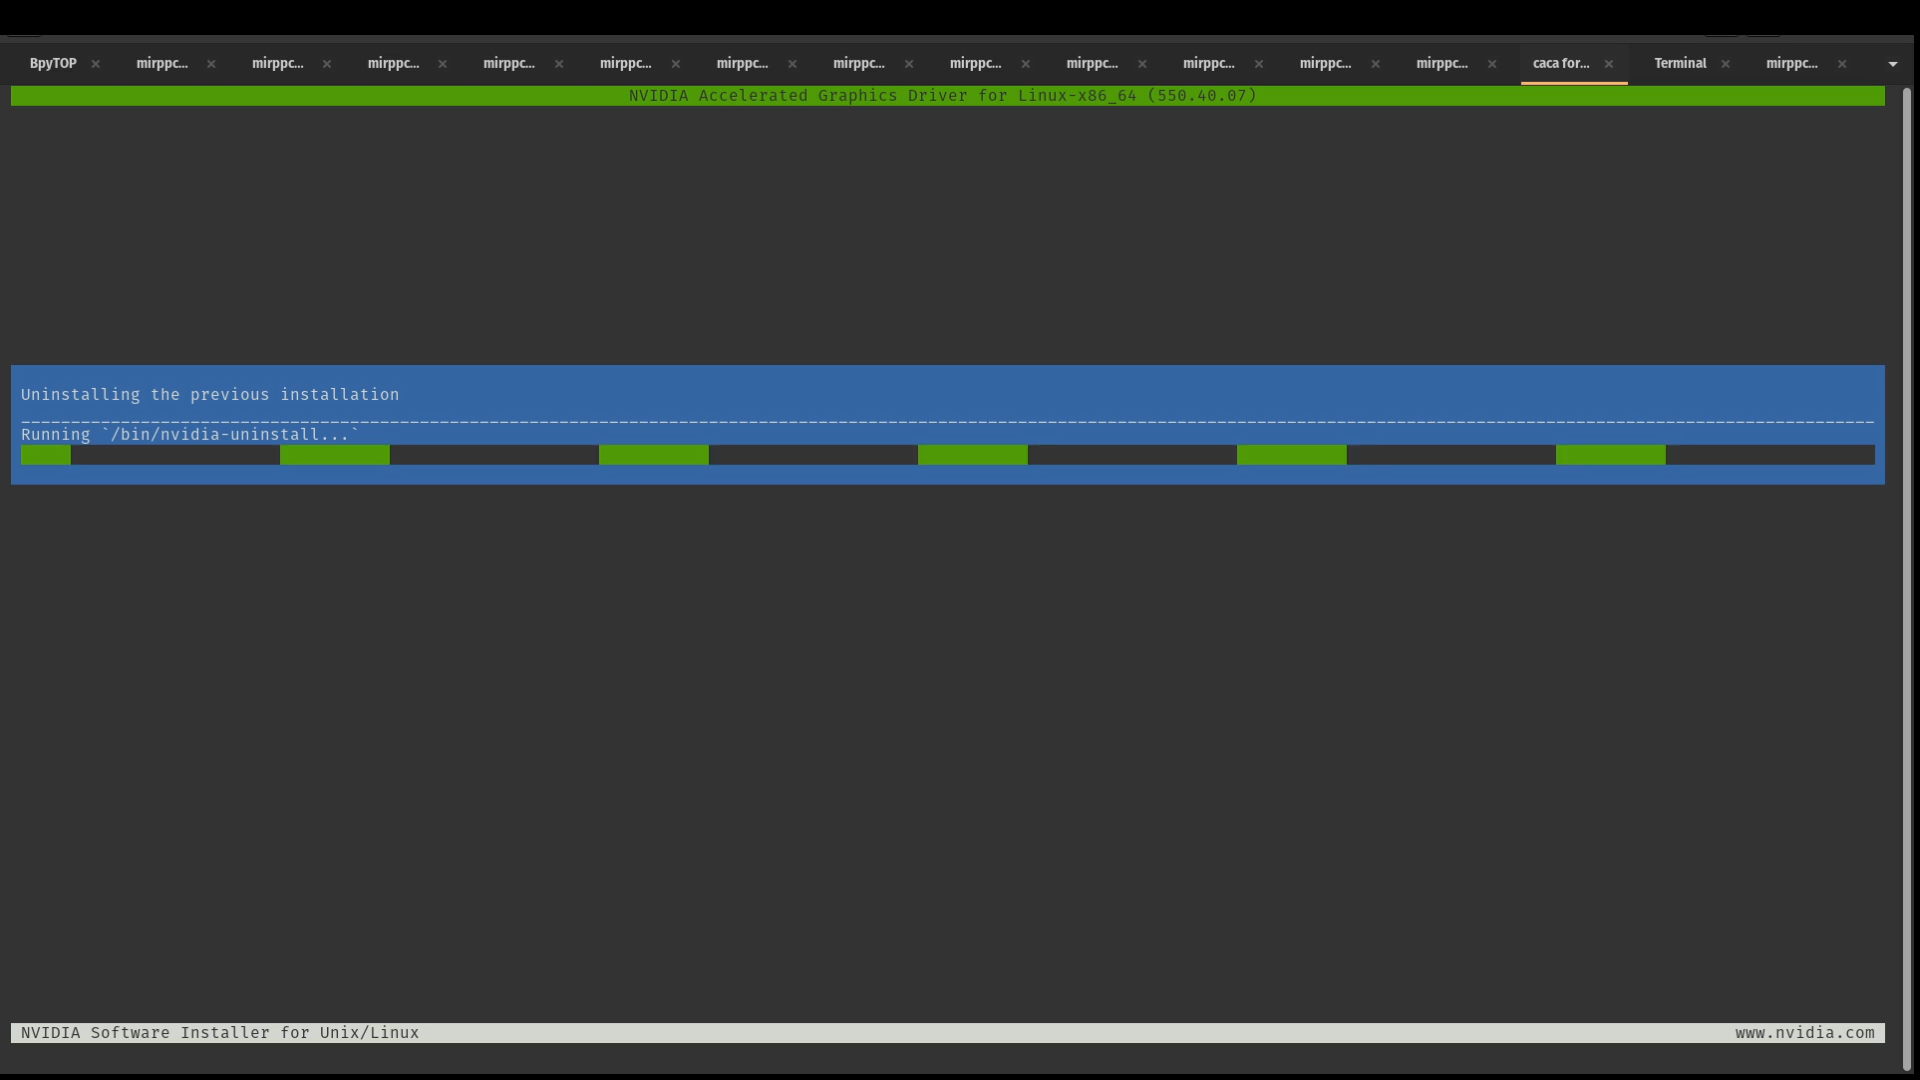 BpyTOP × mirppc... × mirppc... × mirppc... × mirppc... × mirppc... × mirppc... × mirppc... × mirppc... × mirppc... × mirppc... × mirppc... × mirppc... × caca for... × Terminal × mirppc... ×
NVIDIA Accelerated Graphics Driver for Linux-x86_64 (550.40.07)
Uninstalling the previous installation
Running `/bin/nvidia-uninstall...`
NVIDIA Software Installer for Unix/Linux www.nvidia.com